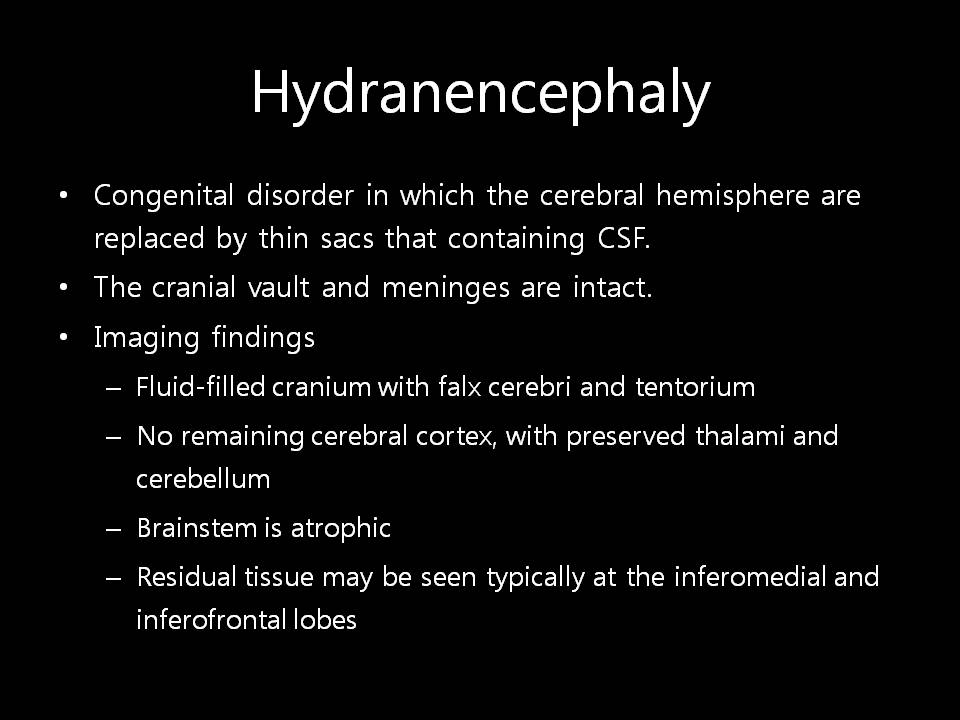 Hydranencephaly
• Congenital disorder in which the cerebral hemisphere are
replaced by thin sacs that containing CSF.
• The cranial vault and meninges are intact.
• Imaging findings
– Fluid-filled cranium with falx cerebri and tentorium
– No remaining cerebral cortex, with preserved thalami and
cerebellum
– Brainstem is atrophic
– Residual tissue may be seen typically at the inferomedial and
inferofrontal lobes